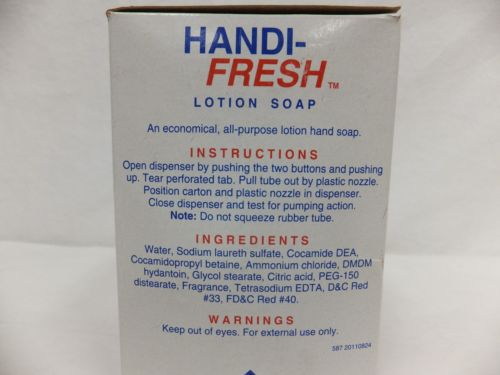 HANDI-
FRESH™
LOTION SOAP
An economical, all-purpose lotion hand soap.
INSTRUCTIONS
Open dispenser by pushing the two buttons and pushing
up. Tear perforated tab. Pull tube out by plastic nozzle.
Position carton and plastic nozzle in dispenser.
Close dispenser and test for pumping action.
Note: Do not squeeze rubber tube.
INGREDIENTS
Water, Sodium laureth sulfate, Cocamide DEA,
Cocamidopropyl betaine, Ammonium chloride, DMDM
hydantoin, Glycol stearate, Citric acid, PEG-150
distearate, Fragrance, Tetrasodium EDTA, D&C Red
#33, FD&C Red #40.
WARNINGS
Keep out of eyes. For external use only.
587 20110824